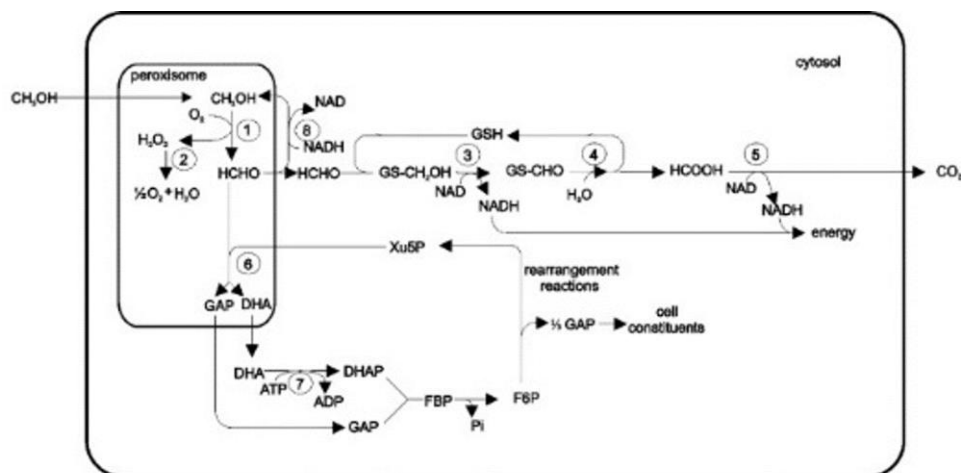 peroxisome
cytosol
CH₃OH
CH₃OH
NAD
O₂
1
8
GSH
H₂O₂
NADH
2
3
4
5
HCHO
HCHO
GS-CH₂OH
GS-CHO
HCOOH
CO₂
½O₂ + H₂O
NAD
H₂O
NAD
NADH
NADH
energy
Xu5P
6
rearrangement
reactions
GAP
DHA
⅓ GAP
cell
constituents
DHA
DHAP
ATP
7
ADP
FBP
F6P
GAP
Pi